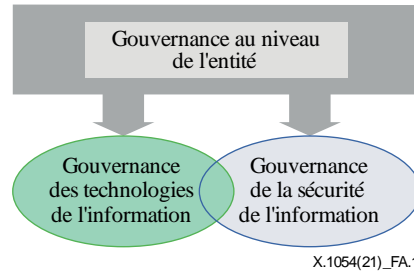 Gouvernance au niveau
de l'entité
Gouvernance
des technologies
de l'information
Gouvernance
de la sécurité
de l'information
X.1054(21)_FA.1